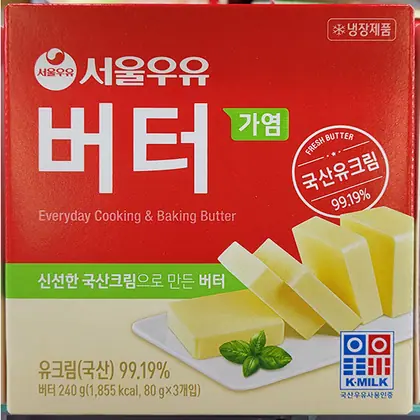 냉장제품
서울우유
서울우유
버터
가염
FRESH BUTTER
국산유크림
99.19%
Everyday Cooking & Baking Butter
신선한 국산크림으로 만든 버터
유크림(국산) 99.19%
버터 240 g(1,855 kcal, 80 g×3개입)
K·MILK
국산우유사용인증